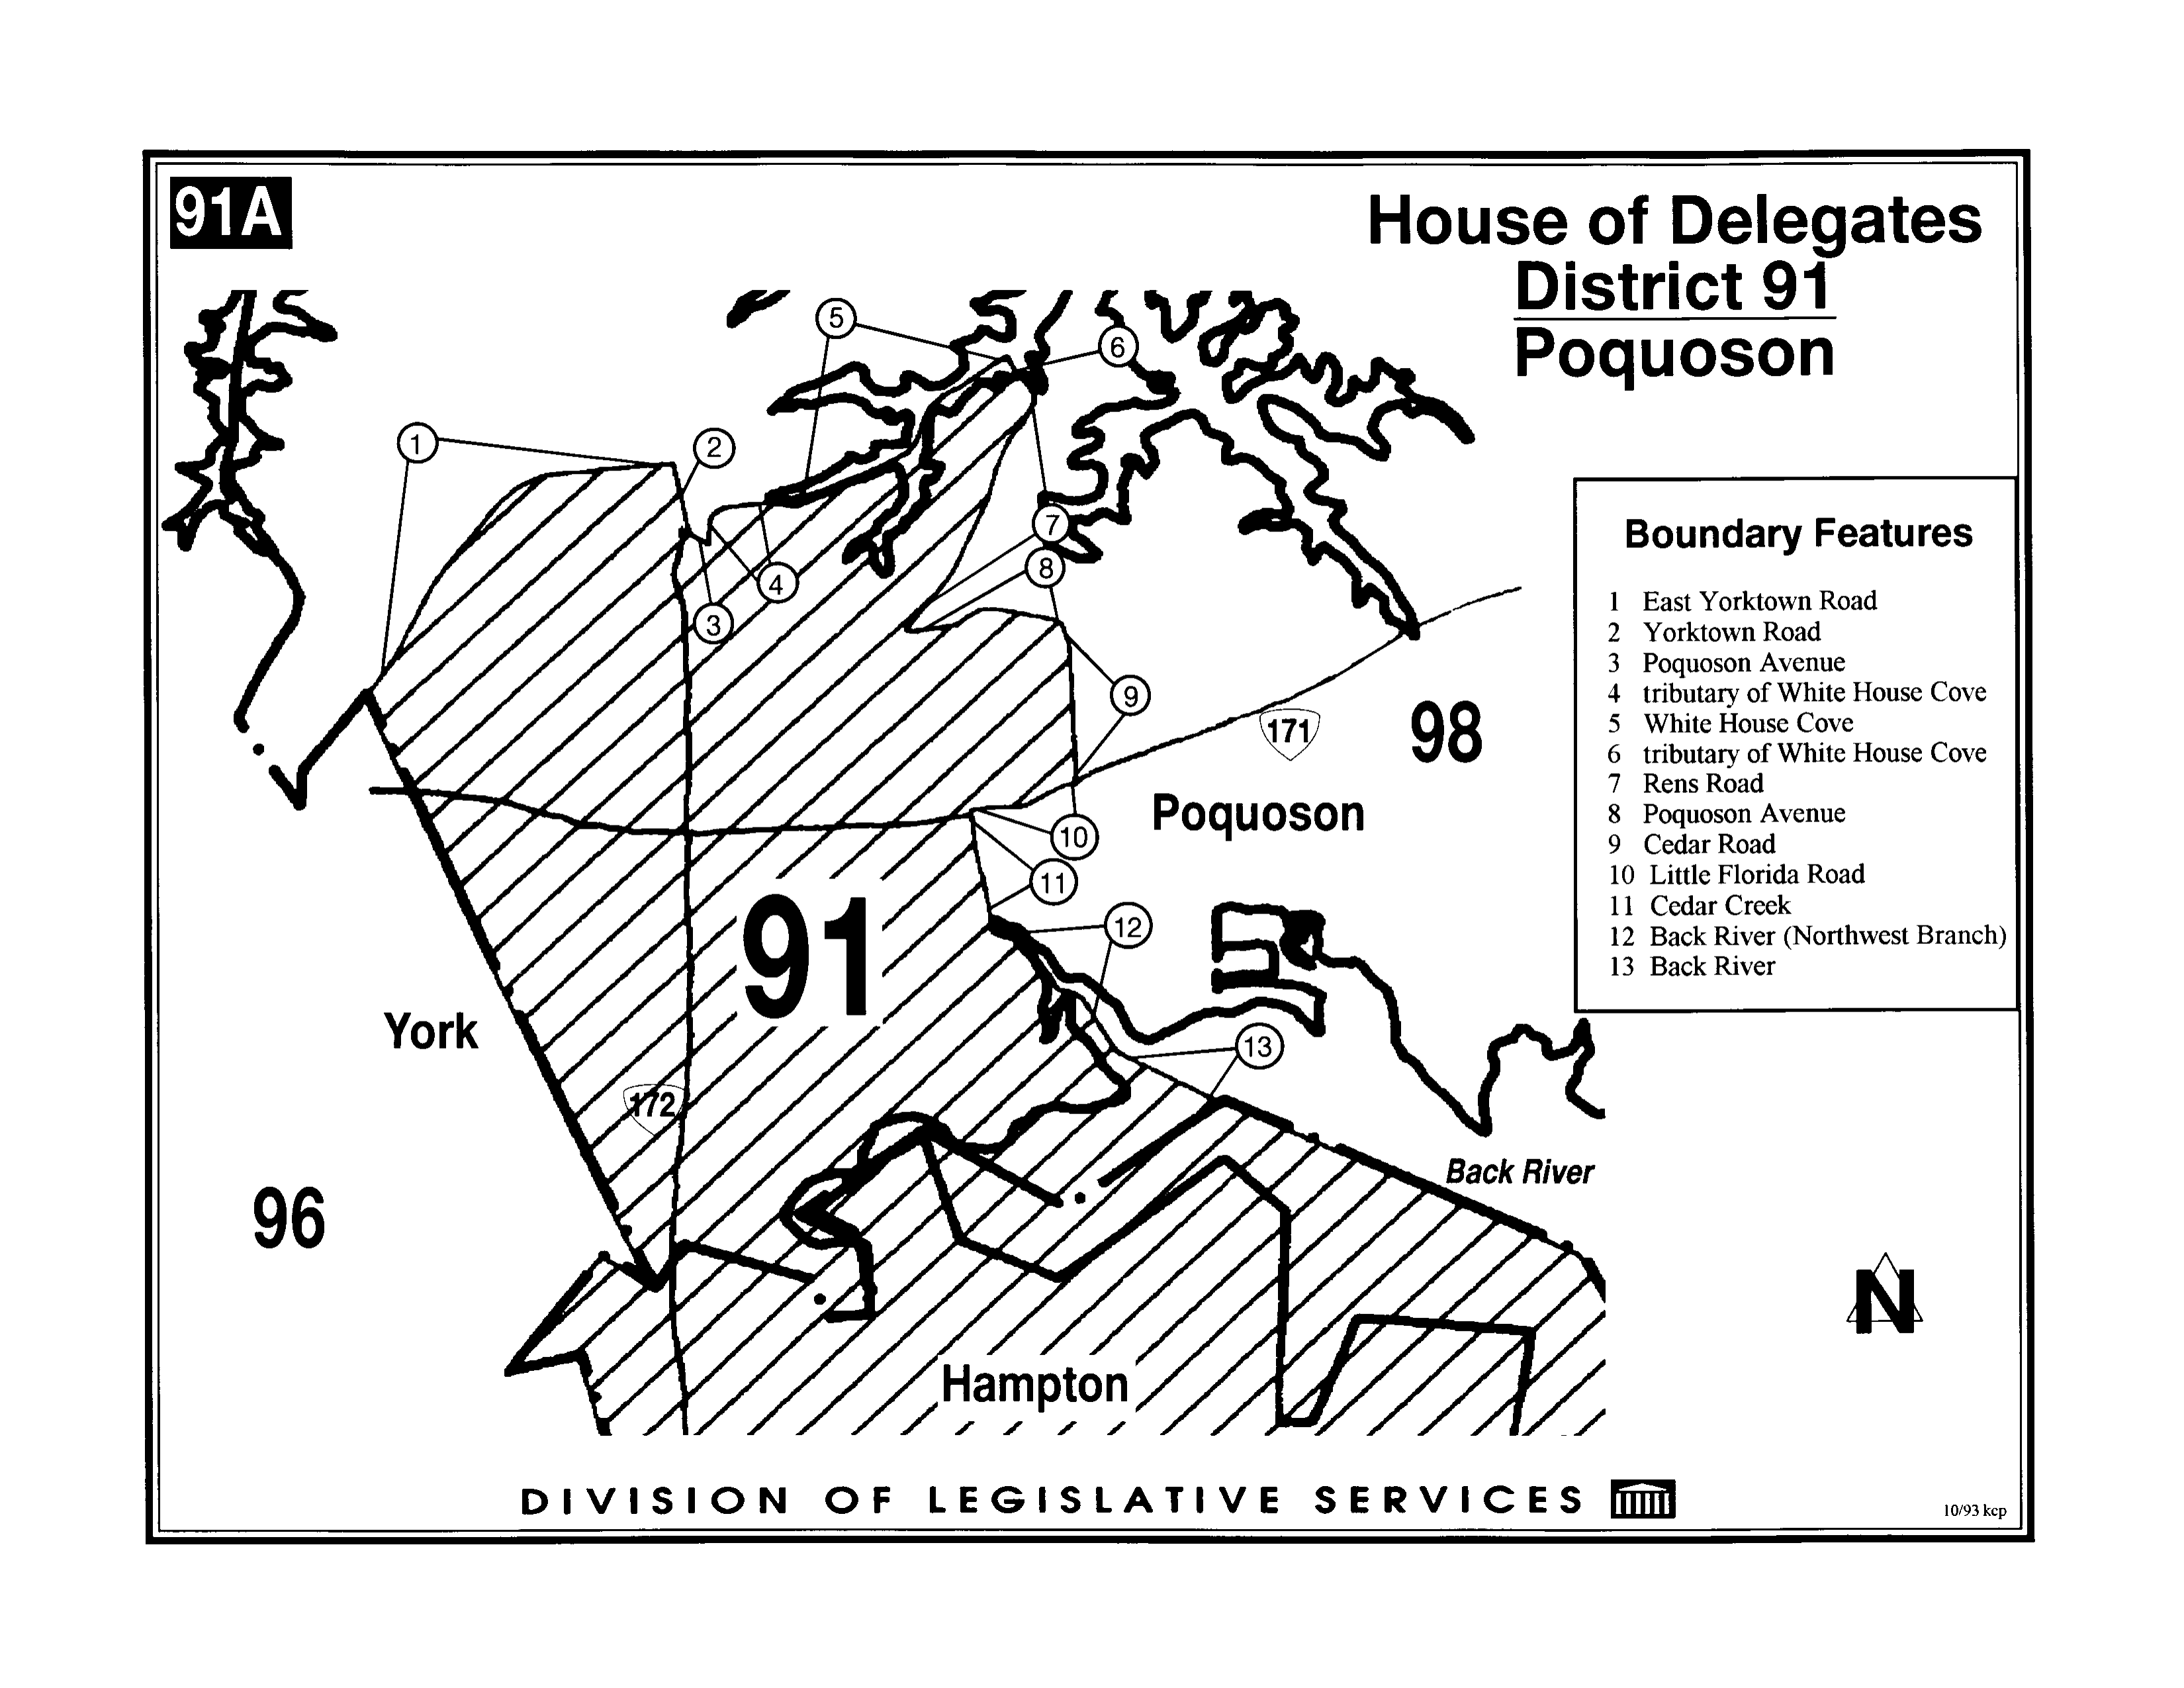 91A
House of Delegates
District 91
Poquoson
5
6
1
2
7
8
4
3
9
171
98
Poquoson
10
11
91
12
13
York
172
96
Back River
Hampton
N
Boundary Features
1 East Yorktown Road
2 Yorktown Road
3 Poquoson Avenue
4 tributary of White House Cove
5 White House Cove
6 tributary of White House Cove
7 Rens Road
8 Poquoson Avenue
9 Cedar Road
10 Little Florida Road
11 Cedar Creek
12 Back River (Northwest Branch)
13 Back River
DIVISION OF LEGISLATIVE SERVICES
10/93 kcp